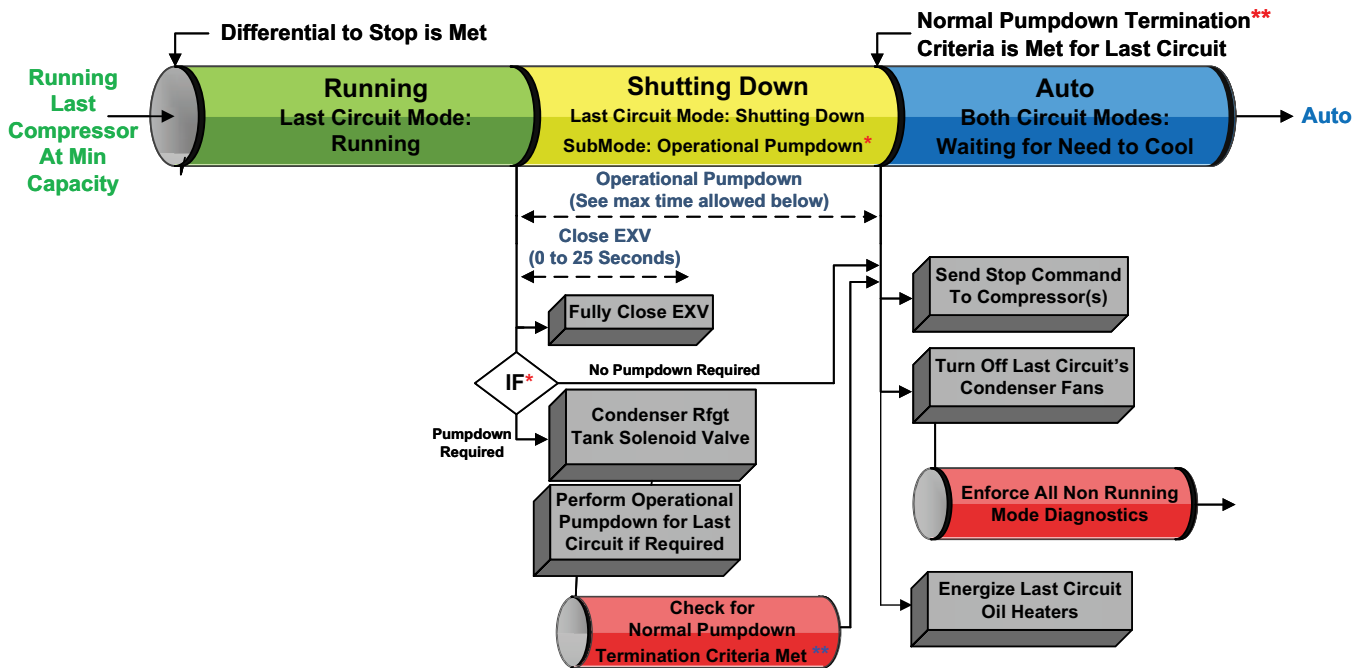 Differential to Stop is Met
Normal Pumpdown Termination**
Criteria is Met for Last Circuit
Running
Last
Compressor
At Min
Capacity
Running
Last Circuit Mode:
Running
Shutting Down
Last Circuit Mode: Shutting Down
SubMode: Operational Pumpdown*
Auto
Both Circuit Modes:
Waiting for Need to Cool
Auto
Operational Pumpdown
(See max time allowed below)
Close EXV
(0 to 25 Seconds)
Fully Close EXV
IF*
No Pumpdown Required
Pumpdown
Required
Condenser Rfgt
Tank Solenoid Valve
Perform Operational
Pumpdown for Last
Circuit if Required
Check for
Normal Pumpdown
Termination Criteria Met **
Send Stop Command
To Compressor(s)
Turn Off Last Circuit's
Condenser Fans
Enforce All Non Running
Mode Diagnostics
Energize Last Circuit
Oil Heaters